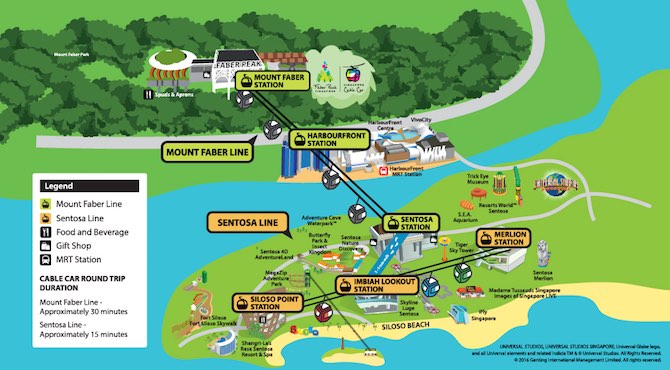 Mount Faber Park
FABER PEAK
MOUNT FABER
STATION
Faber Peak
SINGAPORE
SINGAPORE
Cable Car
Spuds & Aprons
HARBOURFRONT
STATION
HarbourFront
Centre
VivoCity
MOUNT FABER LINE
HarbourFront
MRT Station
Legend
Mount Faber Line
Sentosa Line
Food and Beverage
Gift Shop
MRT Station
CABLE CAR ROUND TRIP
DURATION
Mount Faber Line -
Approximately 30 minutes
Sentosa Line -
Approximately 15 minutes
Trick Eye
Museum
UNIVERSAL
Resorts World
Sentosa
S.E.A.
Aquarium
SENTOSA LINE
Adventure Cove
Waterpark™
SENTOSA
STATION
MERLION
STATION
Butterfly
Park &
Insect
Kingdom
Sentosa
Nature
Discovery
Tiger
Sky Tower
Sentosa 4D
AdventureLand
Sentosa
Merlion
MegaZip
Adventure
Park
IMBIAH LOOKOUT
STATION
Madame Tussauds Singapore
Images of Singapore LIVE
SILOSO POINT
STATION
Skyline
Luge
Sentosa
iFly
Singapore
Fort Siloso
Fort Siloso Skywalk
SILOSO BEACH
Shangri-La's
Rasa Sentosa
Resort & Spa
UNIVERSAL STUDIOS, UNIVERSAL STUDIOS SINGAPORE, Universal Globe logo,
and all Universal elements and related indicia TM & © Universal Studios. All Rights Reserved.
© 2016 Genting International Management Limited. All Rights Reserved.